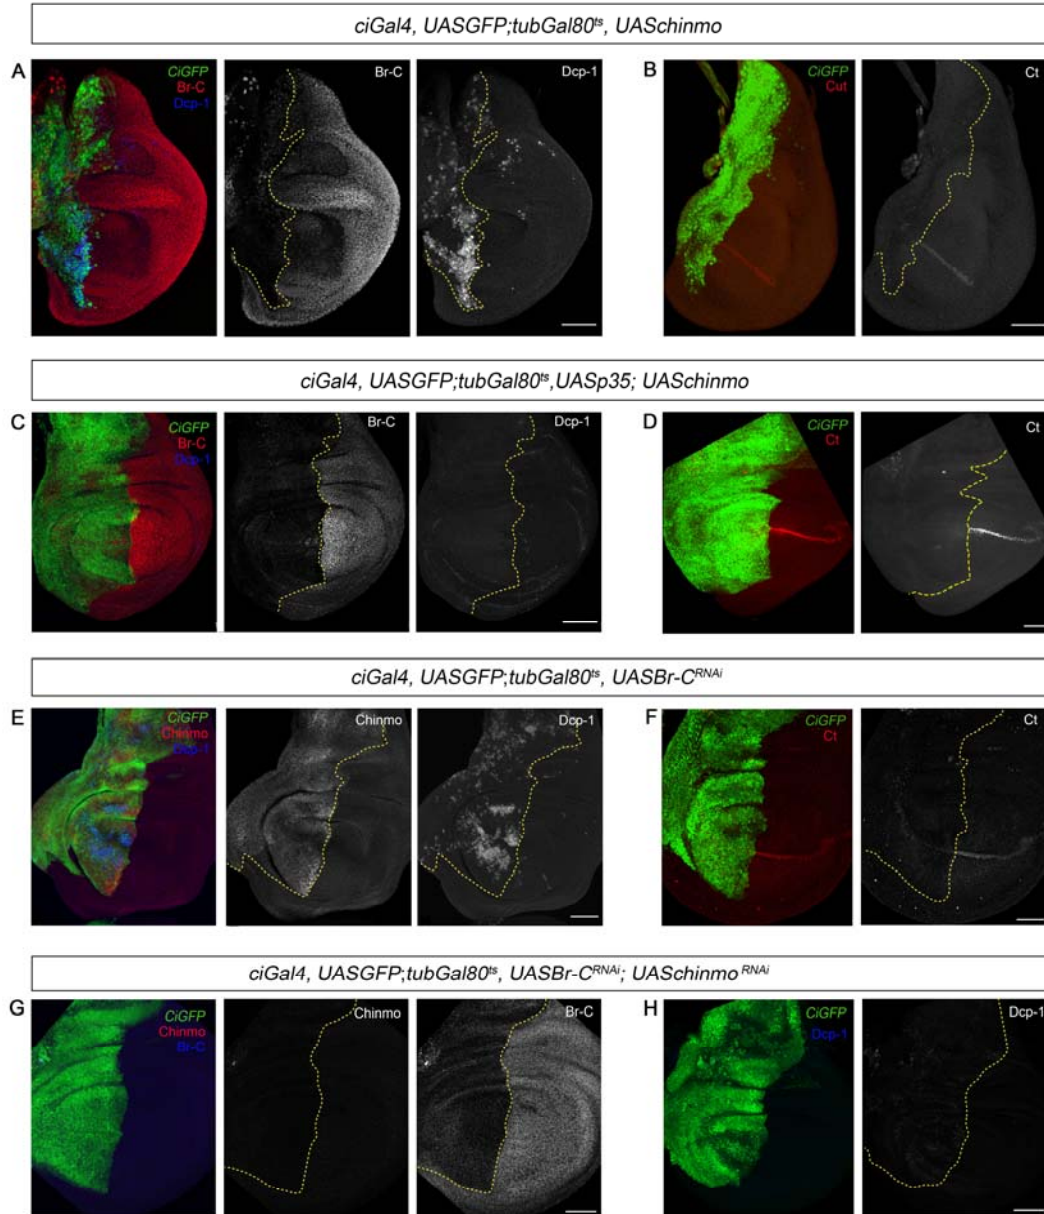 ciGal4, UASGFP;tubGal80ts, UASchinmo
A
CiGFP
Br-C
Dcp-1
Br-C
Dcp-1
B
CiGFP
Cut
Ct
ciGal4, UASGFP;tubGal80ts,UASp35; UASchinmo
C
CiGFP
Br-C
Dcp-1
Br-C
Dcp-1
D
CiGFP
Ct
Ct
ciGal4, UASGFP;tubGal80ts, UASBr-CRNAi
E
CiGFP
Chinmo
Dcp-1
Chinmo
Dcp-1
F
CiGFP
Ct
Ct
ciGal4, UASGFP;tubGal80ts, UASBr-CRNAi; UASchinmo RNAi
G
CiGFP
Chinmo
Br-C
Chinmo
Br-C
H
CiGFP
Dcp-1
Dcp-1